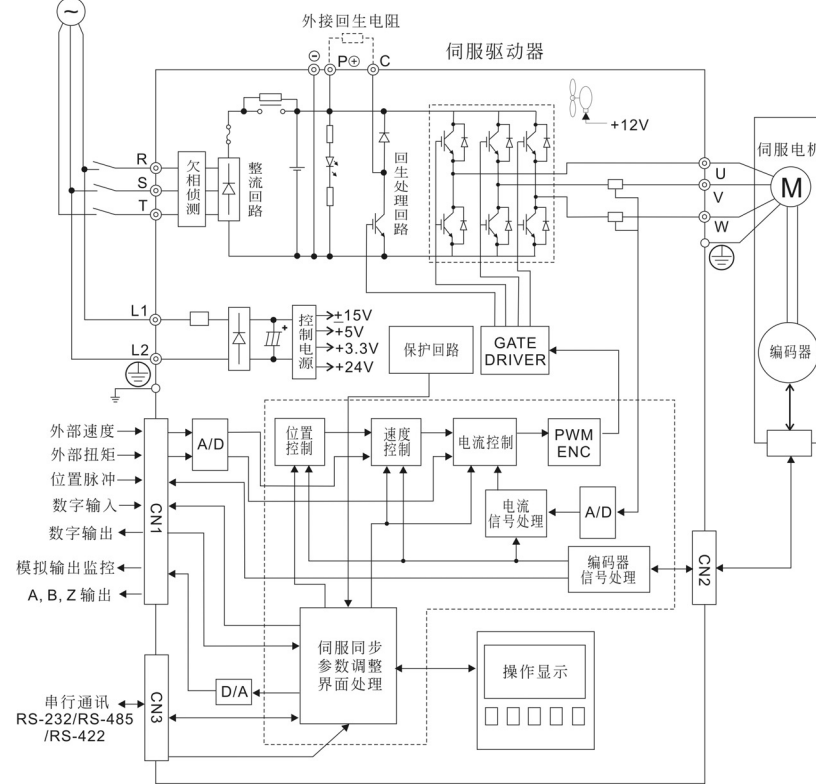 ~
外接回生电阻
⊖
P⊕
C
伺服驱动器
+12V
伺服电机
R
S
T
欠相侦测
整流回路
回生处理回路
U
V
W
M
L1
L2
控制电源
+
±15V
+5V
+3.3V
+24V
保护回路
GATE
DRIVER
编码器
外部速度
外部扭矩
位置脉冲
数字输入
数字输出
模拟输出监控
A, B, Z 输出
CN1
A/D
位置
控制
速度
控制
电流控制
PWM
ENC
电流
信号处理
A/D
编码器
信号处理
CN2
伺服同步
参数调整
界面处理
操作显示
D/A
串行通讯
RS-232/RS-485
/RS-422
CN3